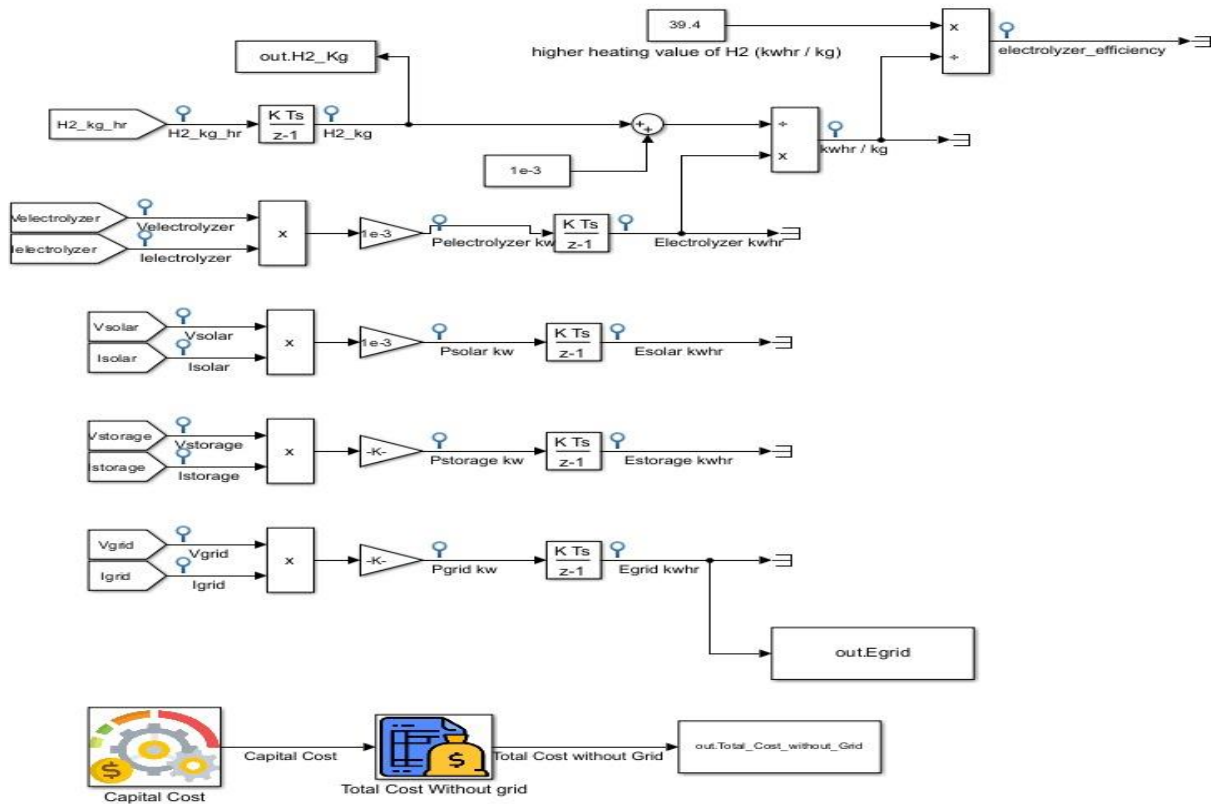 39.4
x
higher heating value of H2 (kwhr / kg)
÷
electrolyzer_efficiency
out.H2_Kg
H2_kg_hr
H2_kg_hr
K Ts
z-1
H2_kg
+
+
÷
x
kwhr / kg
1e-3
Velectrolyzer
Velectrolyzer
Ielectrolyzer
Ielectrolyzer
x
1e-3
Pelectrolyzer kw
K Ts
z-1
Electrolyzer kwhr
Vsolar
Vsolar
Isolar
Isolar
x
1e-3
Psolar kw
K Ts
z-1
Esolar kwhr
Vstorage
Vstorage
Istorage
Istorage
x
-K-
Pstorage kw
K Ts
z-1
Estorage kwhr
Vgrid
Vgrid
Igrid
Igrid
x
-K-
Pgrid kw
K Ts
z-1
Egrid kwhr
out.Egrid
$
Capital Cost
Capital Cost
$
Total Cost Without grid
Total Cost without Grid
out.Total_Cost_without_Grid